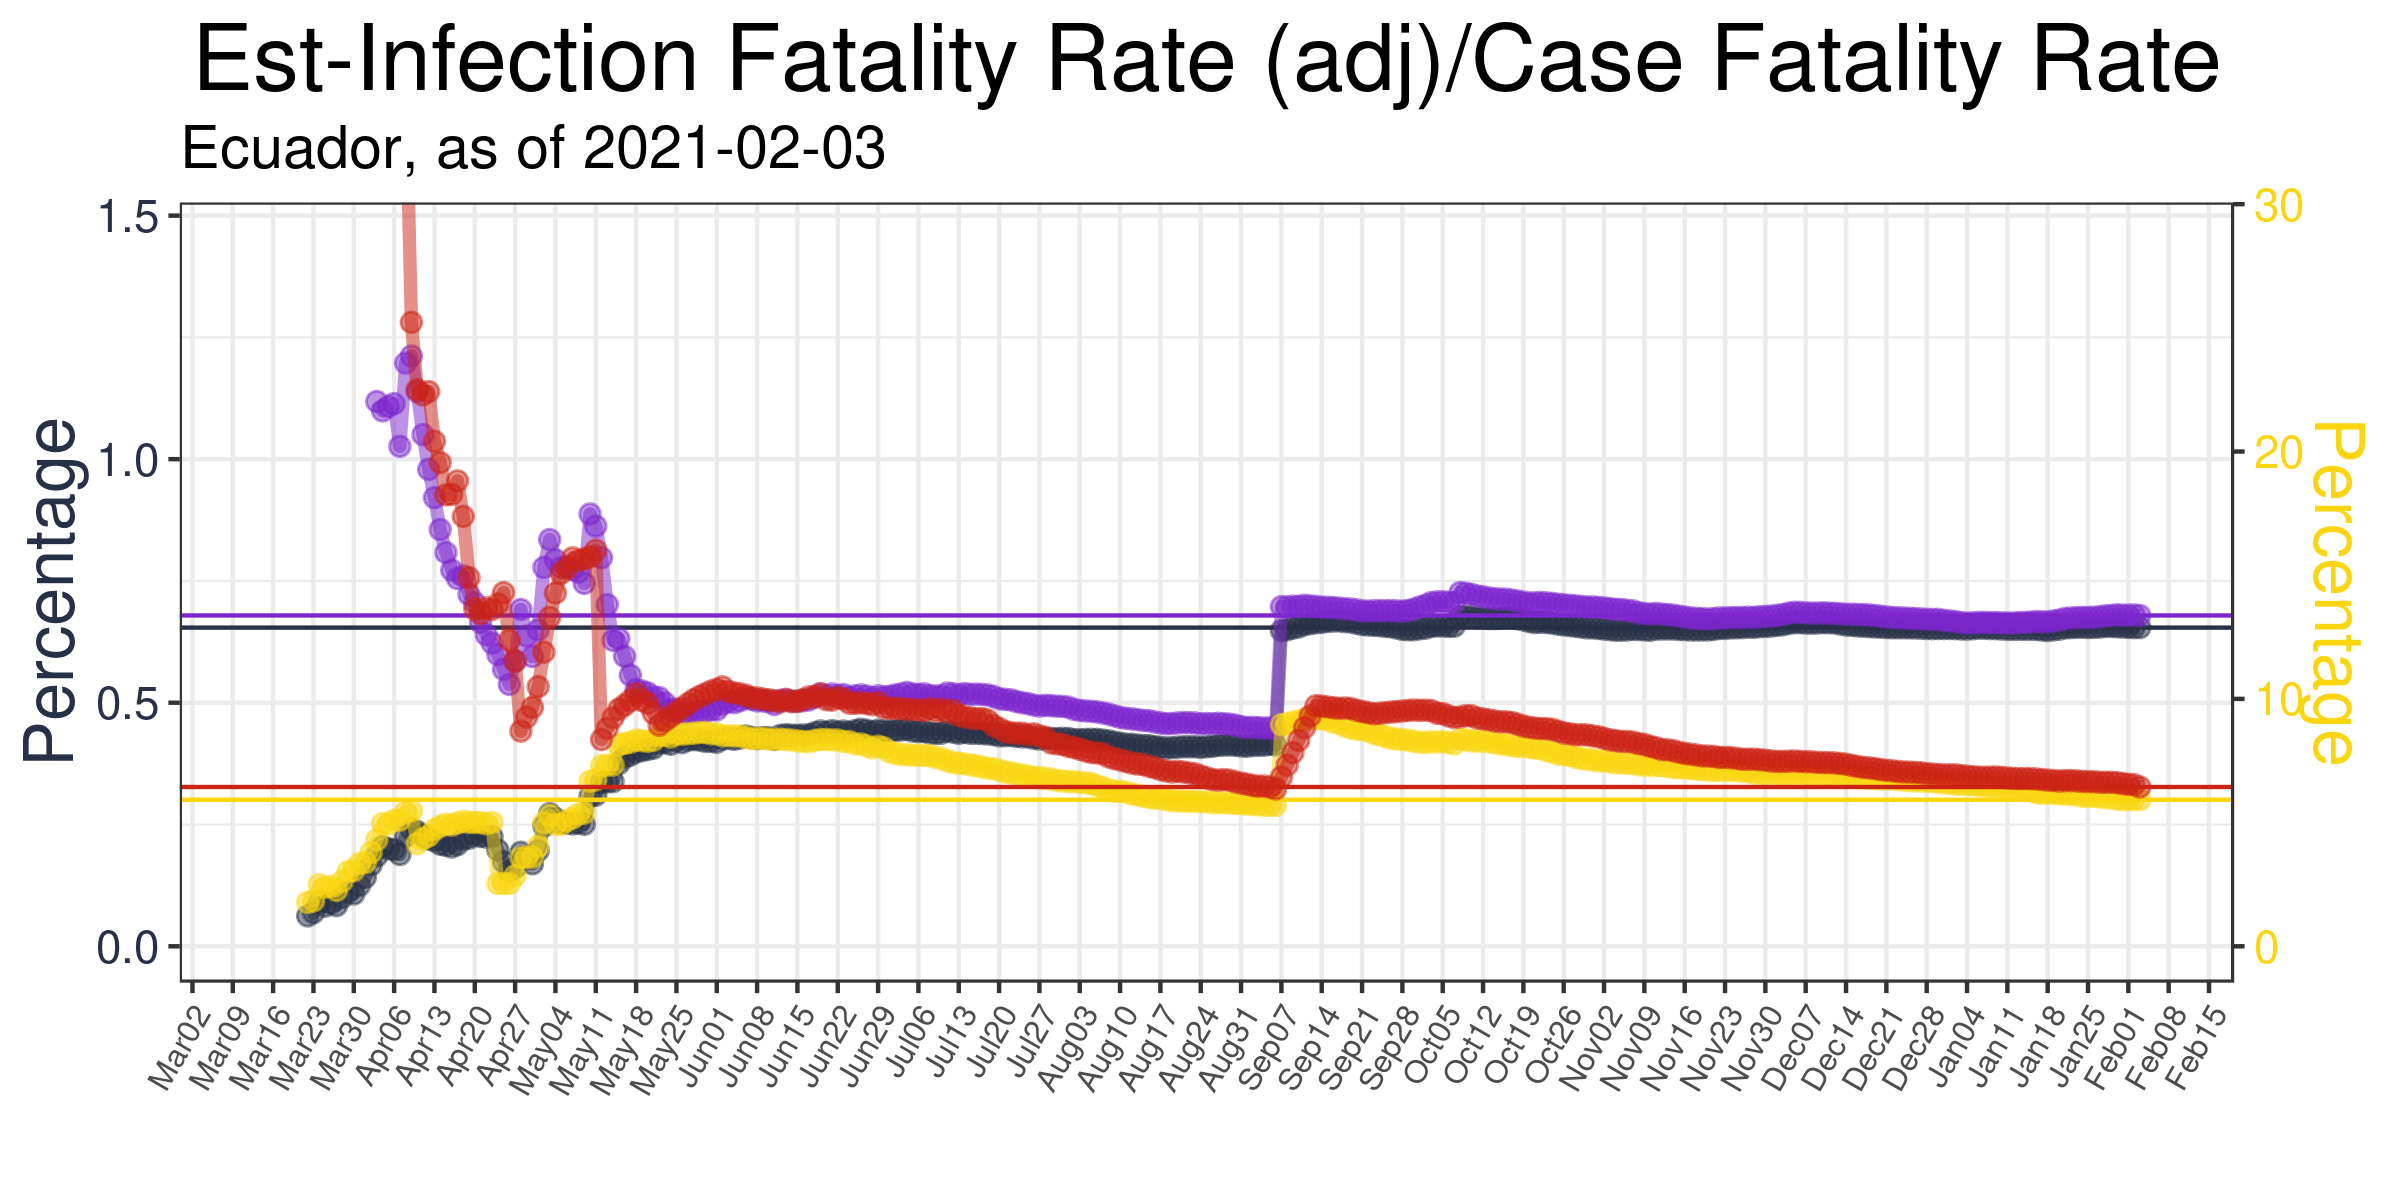 Est-Infection Fatality Rate (adj)/Case Fatality Rate
Ecuador, as of 2021-02-03
Percentage
1.5
1.0
0.5
0.0
30
20
10
0
Percentage
Mar02
Mar09
Mar16
Mar23
Mar30
Apr06
Apr13
Apr20
Apr27
May04
May11
May18
May25
Jun01
Jun08
Jun15
Jun22
Jun29
Jul06
Jul13
Jul20
Jul27
Aug03
Aug10
Aug17
Aug24
Aug31
Sep07
Sep14
Sep21
Sep28
Oct05
Oct12
Oct19
Oct26
Nov02
Nov09
Nov16
Nov23
Nov30
Dec07
Dec14
Dec21
Dec28
Jan04
Jan11
Jan18
Jan25
Feb01
Feb08
Feb15